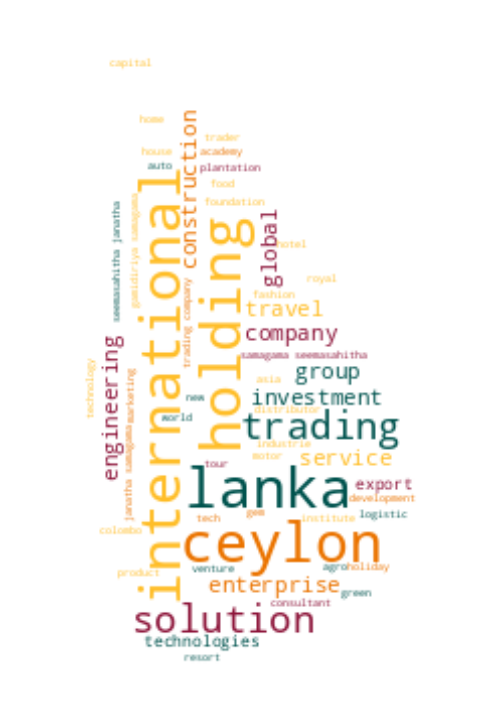 capital
home
trader
construction
house
academy
auto
plantation
international
food
gamidiriya samagama
foundation
seemasahitha janatha
global
holding
hotel
royal
trading company
fashion
travel
company
engineering
samagama seemasahitha
technology
group
asia
marketing
new
investment
distributor
world
trading
janatha samagama
industrie
motor
service
tour
lanka
export
development
gem
tech
institute
logistic
colombo
ceylon
product
venture
agro
holiday
enterprise
green
consultant
solution
technologies
resort